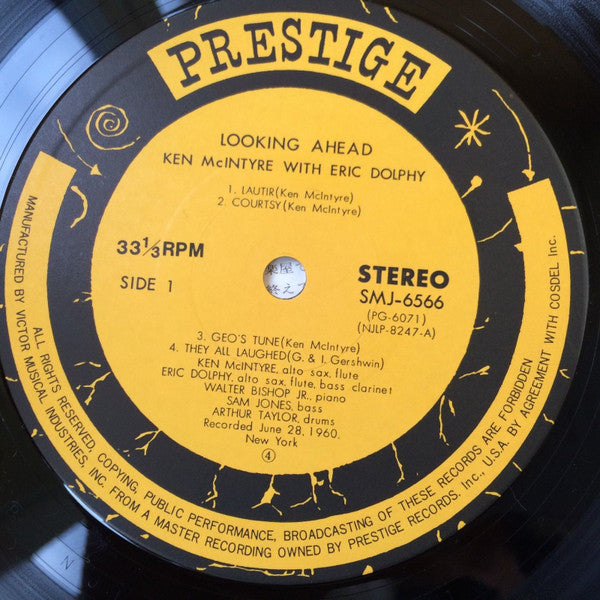 PRESTIGE
LOOKING AHEAD
KEN McINTYRE WITH ERIC DOLPHY
1. LAUTIR(Ken McIntyre)
2. COURTSY(Ken McIntyre)
33⅓RPM
SIDE 1
STEREO
SMJ-6566
(PG-6071)
(NJLP-8247-A)
3. GEO'S TUNE(Ken McIntyre)
4. THEY ALL LAUGHED(G. & I. Gershwin)
KEN McINTYRE, alto sax, flute
ERIC DOLPHY, alto sax, flute, bass clarinet
WALTER BISHOP JR., piano
SAM JONES, bass
ARTHUR TAYLOR, drums
Recorded June 28, 1960,
New York
④
ALL RIGHTS RESERVED, COPYING, PUBLIC PERFORMANCE, BROADCASTING OF THESE RECORDS ARE FORBIDDEN
MANUFACTURED BY VICTOR MUSICAL INDUSTRIES, INC. FROM A MASTER RECORDING OWNED BY PRESTIGE RECORDS. Inc., U.S.A. BY AGREEMENT WITH COSDEL Inc.
終え